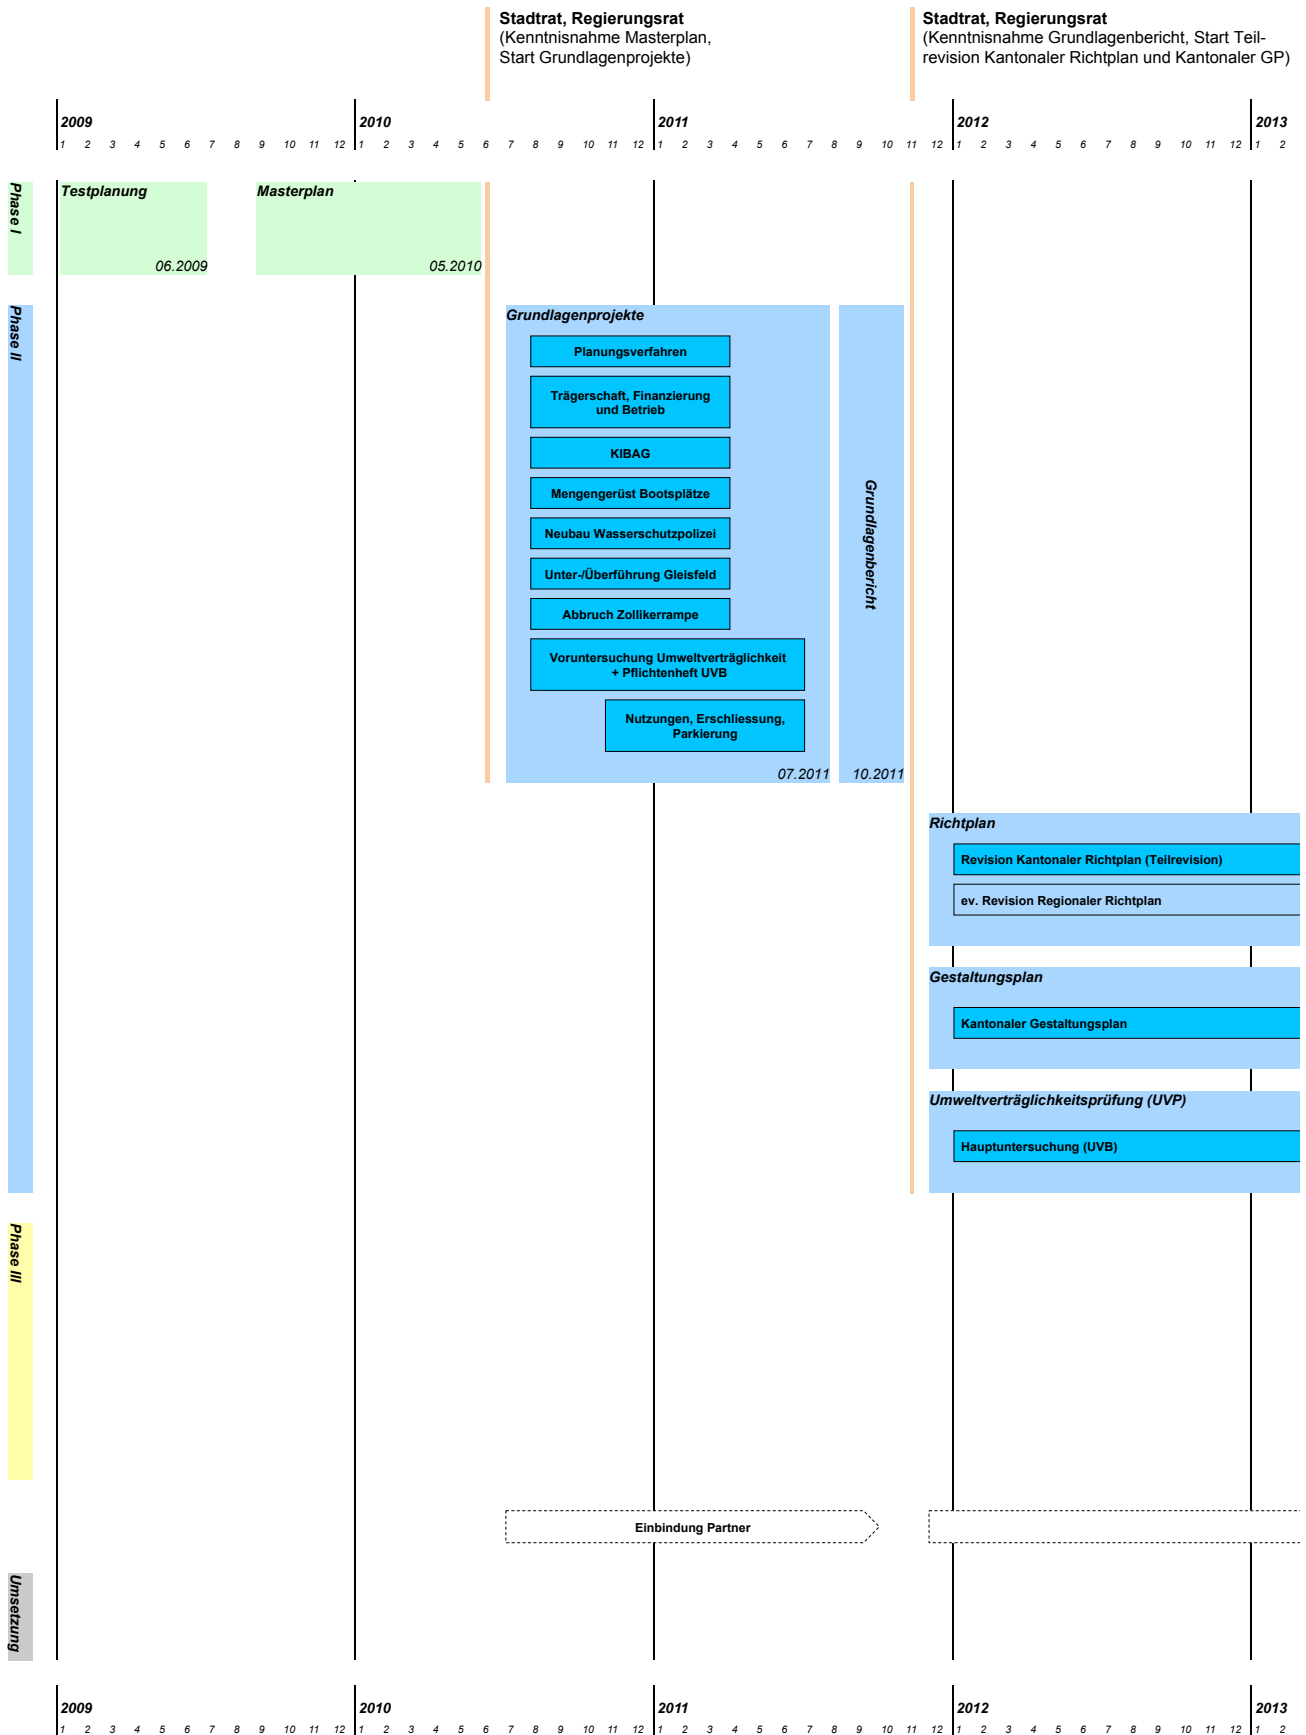 Stadtrat, Regierungsrat
(Kenntnisnahme Masterplan,
Start Grundlagenprojekte)
Stadtrat, Regierungsrat
(Kenntnisnahme Grundlagenbericht, Start Teil-
revision Kantonaler Richtplan und Kantonaler GP)
2009 2010 2011 2012 2013
1 2 3 4 5 6 7 8 9 10 11 12 1 2 3 4 5 6 7 8 9 10 11 12 1 2 3 4 5 6 7 8 9 10 11 12 1 2 3 4 5 6 7 8 9 10 11 12 1 2
Phase I
Testplanung
06.2009
Masterplan
05.2010
Phase II
Grundlagenprojekte
Planungsverfahren
Trägerschaft, Finanzierung
und Betrieb
KIBAG
Mengengerüst Bootsplätze
Neubau Wasserschutzpolizei
Unter-/Überführung Gleisfeld
Abbruch Zollikerrampe
Voruntersuchung Umweltverträglichkeit
+ Pflichtenheft UVB
Nutzungen, Erschliessung,
Parkierung
07.2011
Grundlagenbericht
10.2011
Richtplan
Revision Kantonaler Richtplan (Teilrevision)
ev. Revision Regionaler Richtplan
Gestaltungsplan
Kantonaler Gestaltungsplan
Umweltverträglichkeitsprüfung (UVP)
Hauptuntersuchung (UVB)
Phase III
Einbindung Partner
Umsetzung
2009 2010 2011 2012 2013
1 2 3 4 5 6 7 8 9 10 11 12 1 2 3 4 5 6 7 8 9 10 11 12 1 2 3 4 5 6 7 8 9 10 11 12 1 2 3 4 5 6 7 8 9 10 11 12 1 2